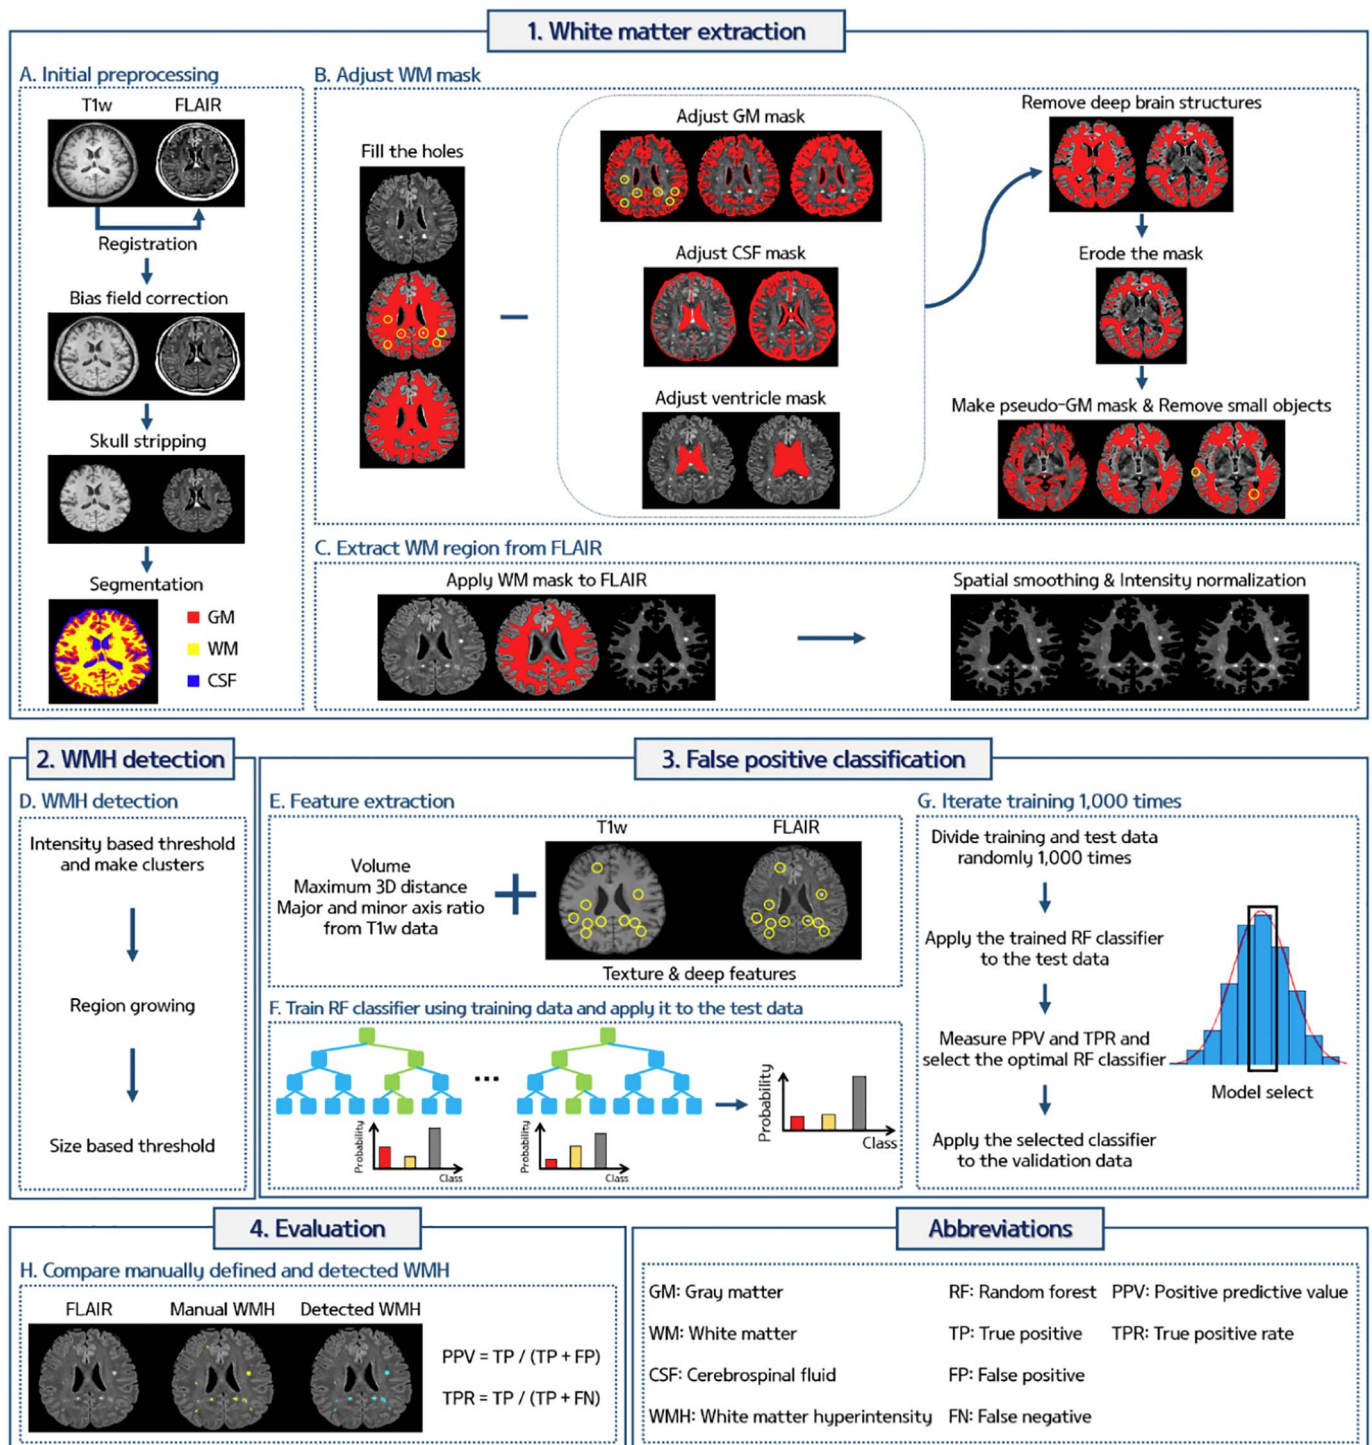 1. White matter extraction
A. Initial preprocessing
T1w
FLAIR
Registration
Bias field correction
Skull stripping
Segmentation
GM
WM
CSF
B. Adjust WM mask
Fill the holes
Adjust GM mask
Adjust CSF mask
Adjust ventricle mask
Remove deep brain structures
Erode the mask
Make pseudo-GM mask & Remove small objects
C. Extract WM region from FLAIR
Apply WM mask to FLAIR
Spatial smoothing & Intensity normalization
2. WMH detection
D. WMH detection
Intensity based threshold
and make clusters
Region growing
Size based threshold
3. False positive classification
E. Feature extraction
Volume
Maximum 3D distance
Major and minor axis ratio
from T1w data
T1w
FLAIR
Texture & deep features
F. Train RF classifier using training data and apply it to the test data
...
Probability
Class
Probability
Class
Probability
Class
G. Iterate training 1,000 times
Divide training and test data
randomly 1,000 times
Apply the trained RF classifier
to the test data
Measure PPV and TPR and
select the optimal RF classifier
Apply the selected classifier
to the validation data
Model select
4. Evaluation
H. Compare manually defined and detected WMH
FLAIR
Manual WMH
Detected WMH
PPV = TP / (TP + FP)
TPR = TP / (TP + FN)
Abbreviations
GM: Gray matter
WM: White matter
CSF: Cerebrospinal fluid
WMH: White matter hyperintensity
RF: Random forest
TP: True positive
FP: False positive
FN: False negative
PPV: Positive predictive value
TPR: True positive rate